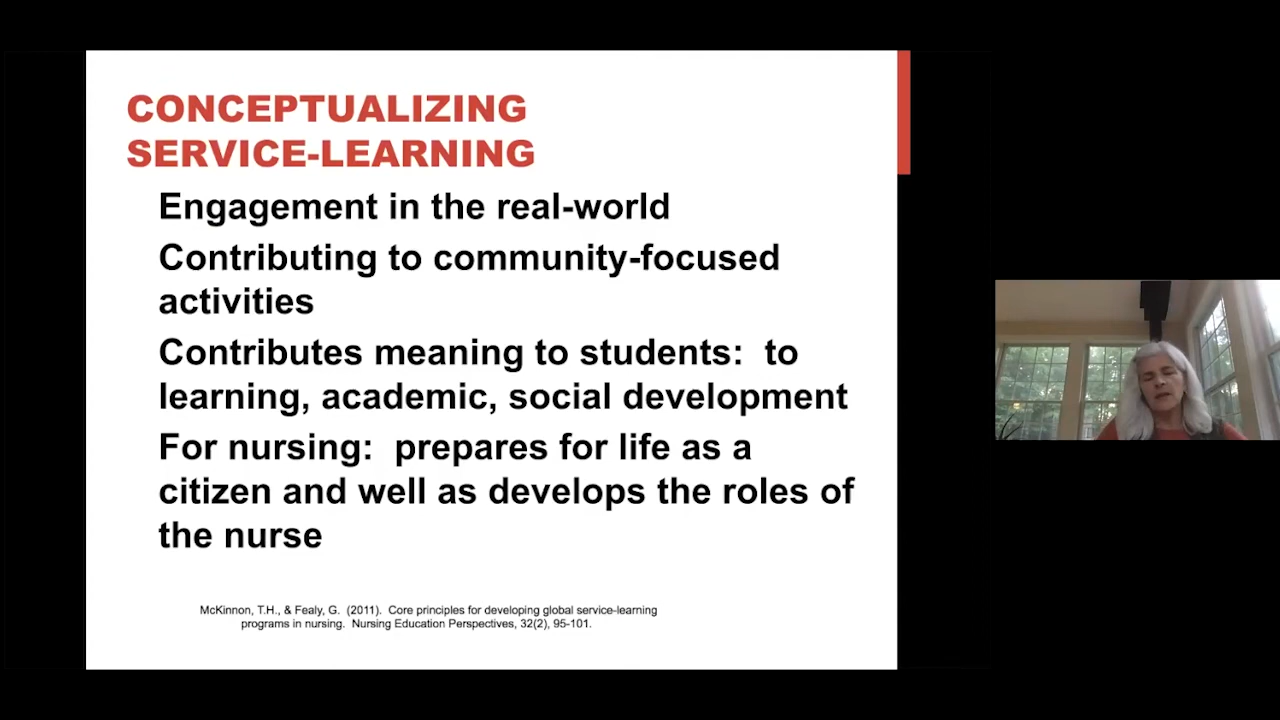 CONCEPTUALIZING
SERVICE-LEARNING
Engagement in the real-world
Contributing to community-focused
activities
Contributes meaning to students:  to
learning, academic, social development
For nursing:  prepares for life as a
citizen and well as develops the roles of
the nurse
McKinnon, T.H., & Fealy, G.  (2011).  Core principles for developing global service-learning
programs in nursing.  Nursing Education Perspectives, 32(2), 95-101.